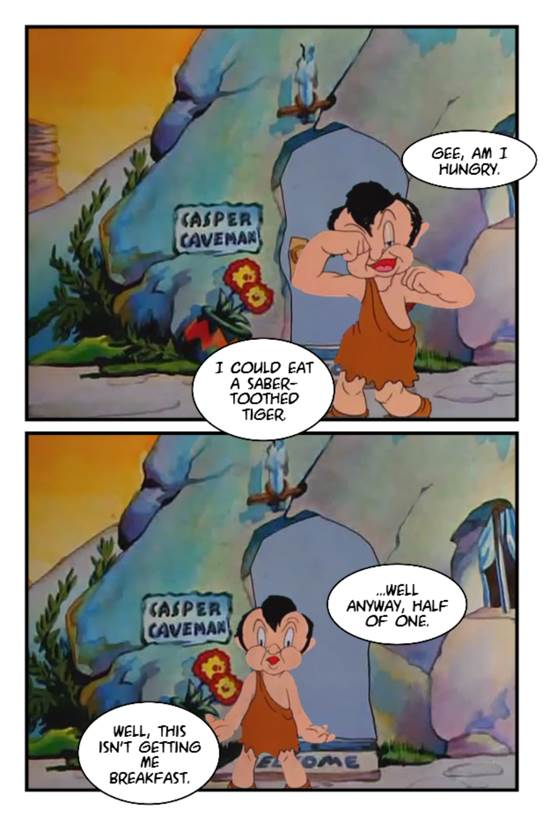 GEE, AM I
HUNGRY.
CASPER
CAVEMAN
I COULD EAT
A SABER-
TOOTHED
TIGER
...WELL
ANYWAY, HALF
OF ONE.
CASPER
CAVEMAN
WELL, THIS
ISN'T GETTING
ME
BREAKFAST.
ELCOME